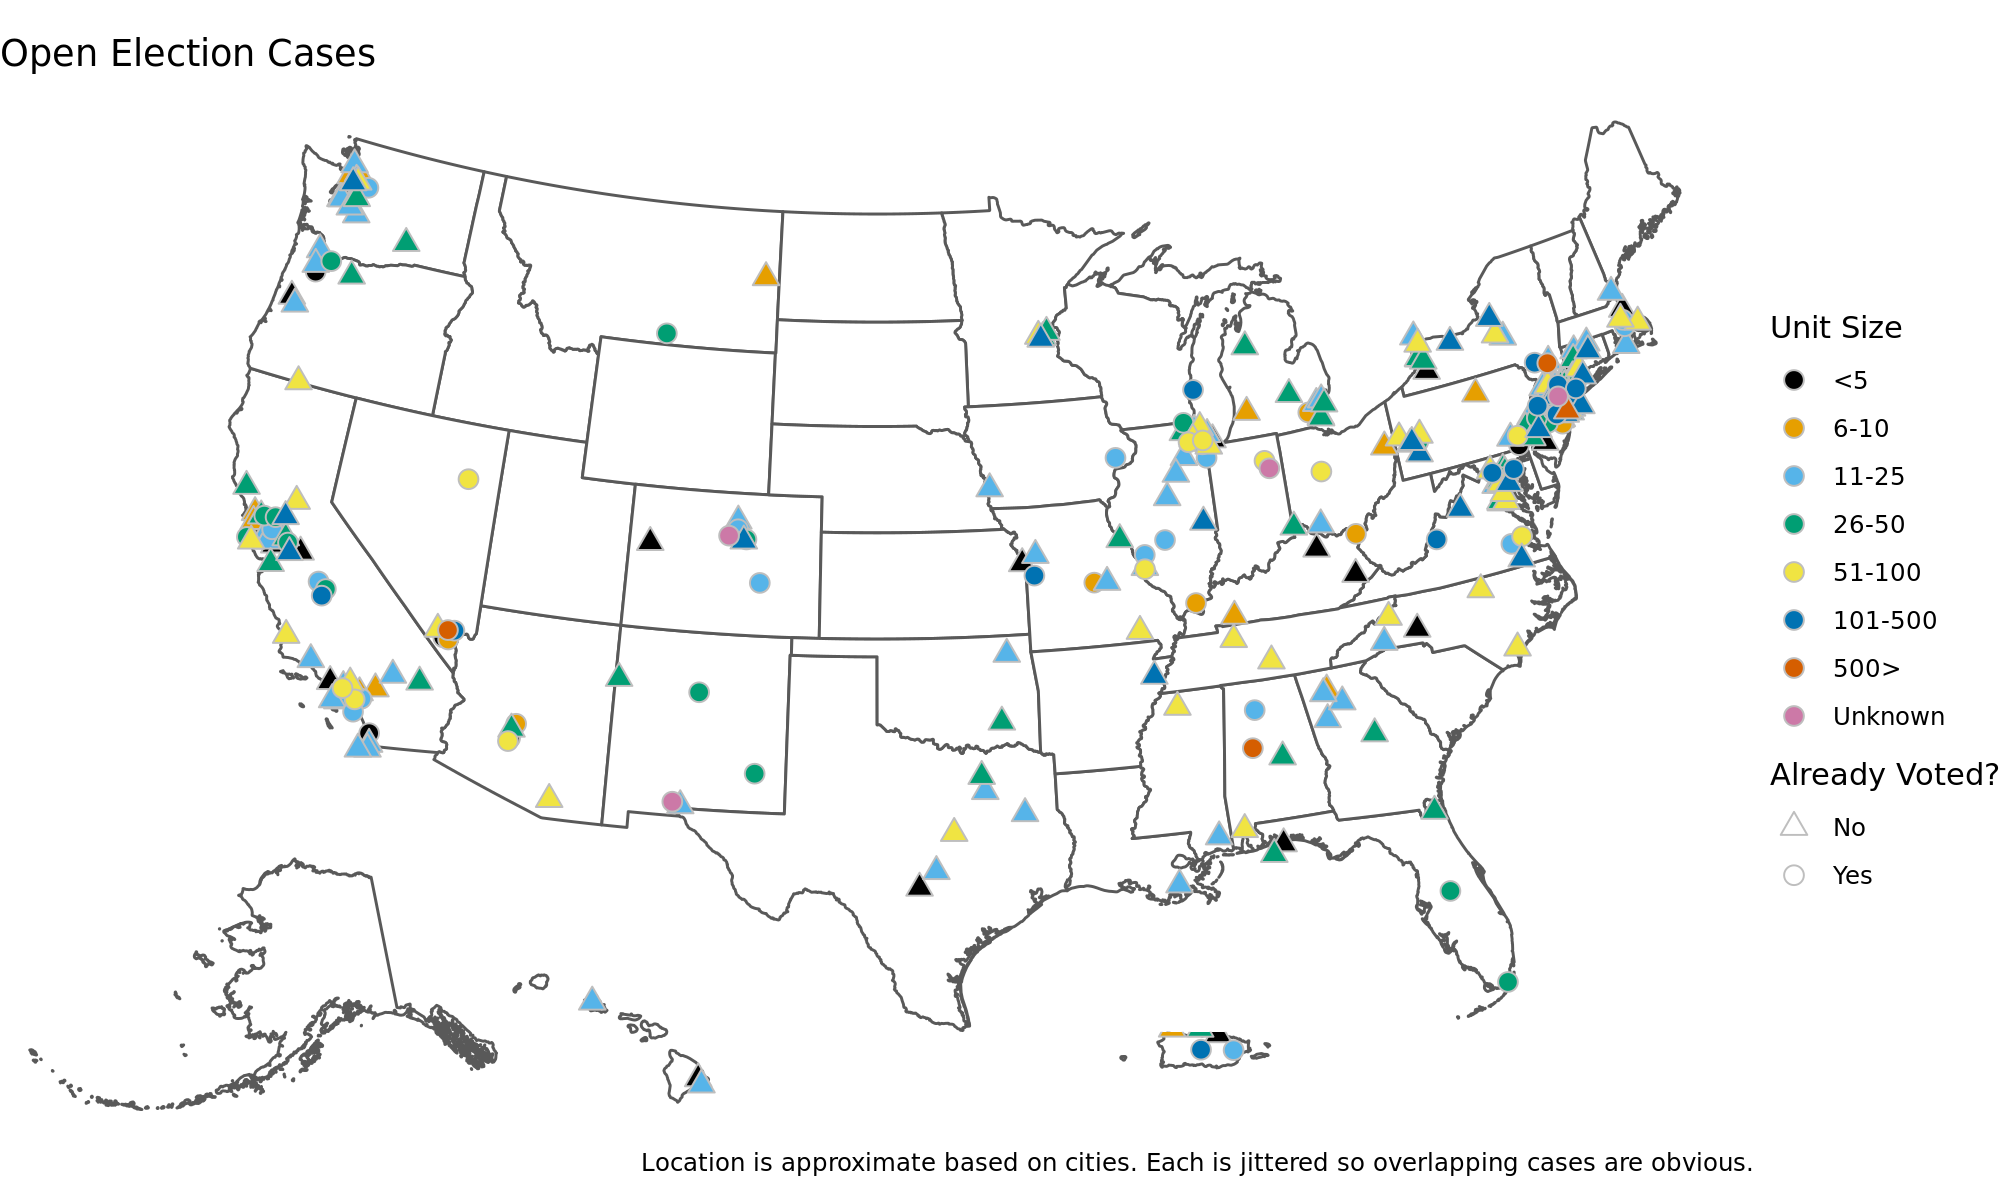 Open Election Cases
Unit Size
<5
6-10
11-25
26-50
51-100
101-500
500>
Unknown
Already Voted?
No
Yes
Location is approximate based on cities. Each is jittered so overlapping cases are obvious.